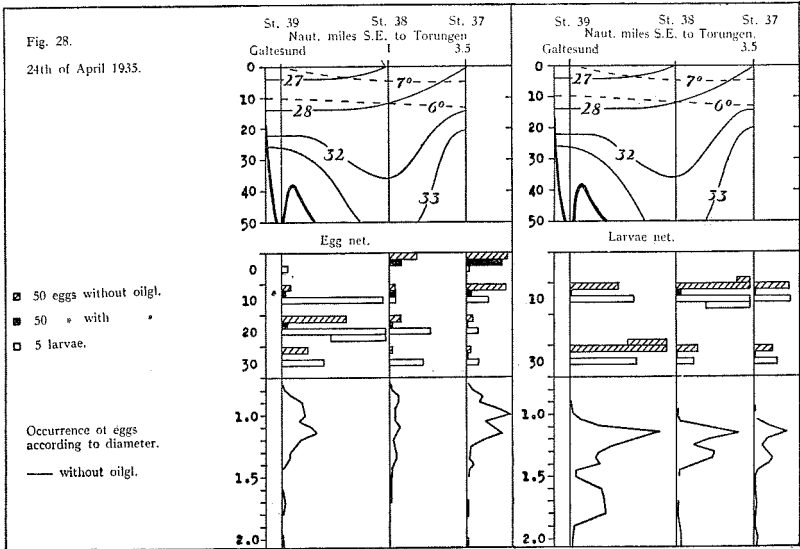 Fig. 28.
24th of April 1935.
St. 39 St. 38 St. 37
Naut. miles S.E. to Torungen
Galtesund 1 3.5
0
10
20
30
40
50
27
28
32
33
7°
6°
St. 39 St. 38 St. 37
Naut. miles S.E. to Torungen.
Galtesund 3.5
0
10
20
30
40
50
27
28
32
33
7°
6°
Egg net.
Larvae net.
50 eggs without oilgl.
50 » with »
5 larvae.
0
10
20
30
10
30
Occurrence of eggs
according to diameter.
without oilgl.
1.0
1.5
2.0
1.0
1.5
2.0